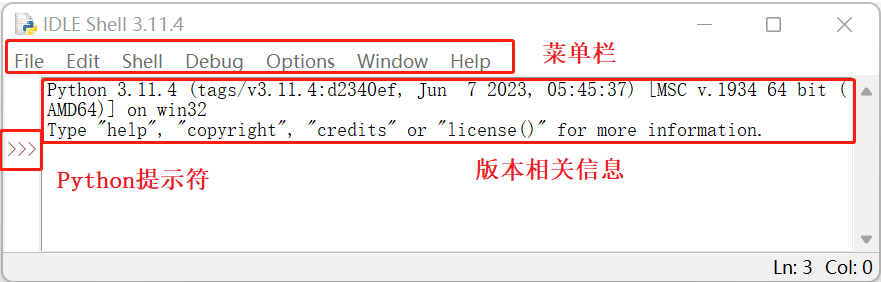 IDLE Shell 3.11.4
File Edit Shell Debug Options Window Help
菜单栏
Python 3.11.4 (tags/v3.11.4:d2340ef, Jun  7 2023, 05:45:37) [MSC v.1934 64 bit (
AMD64)] on win32
Type "help", "copyright", "credits" or "license()" for more information.
>>>
Python提示符
版本相关信息
Ln: 3 Col: 0